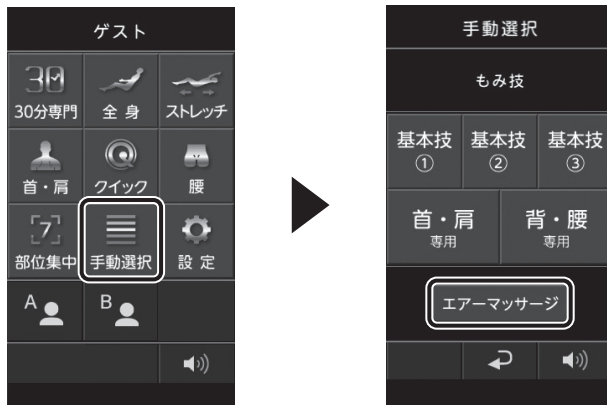 ゲスト
30
30分専門
全身
ストレッチ
首・肩
クイック
腰
7
部位集中
手動選択
設定
A
B
手動選択
もみ技
基本技
①
基本技
②
基本技
③
首・肩
専用
背・腰
専用
エアーマッサージ